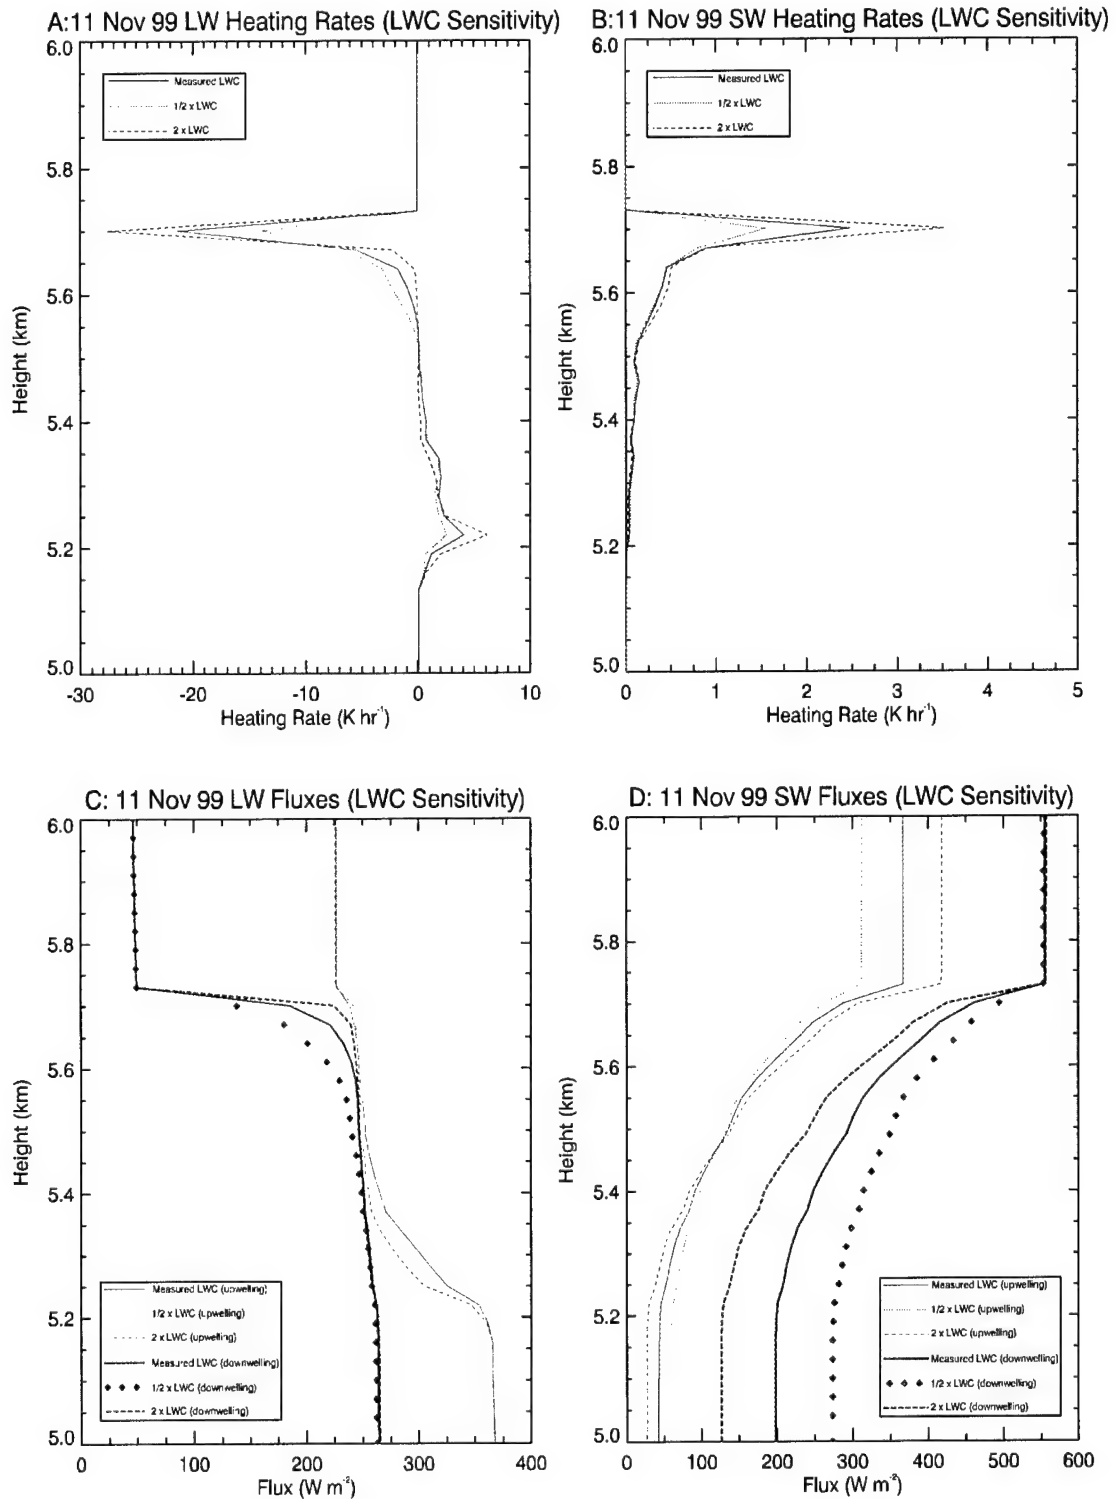 A:11 Nov 99 LW Heating Rates (LWC Sensitivity)
6.0
5.8
5.6
5.4
5.2
5.0
Height (km)
Measured LWC
1/2 x LWC
2 x LWC
-30 -20 -10 0 10
Heating Rate (K hr-1)
B:11 Nov 99 SW Heating Rates (LWC Sensitivity)
6.0
5.8
5.6
5.4
5.2
5.0
Height (km)
Measured LWC
1/2 x LWC
2 x LWC
0 1 2 3 4 5
Heating Rate (K hr-1)
C: 11 Nov 99 LW Fluxes (LWC Sensitivity)
6.0
5.8
5.6
5.4
5.2
5.0
Height (km)
Measured LWC (upwelling)
1/2 x LWC (upwelling)
2 x LWC (upwelling)
Measured LWC (downwelling)
1/2 x LWC (downwelling)
2 x LWC (downwelling)
0 100 200 300 400
Flux (W m-2)
D: 11 Nov 99 SW Fluxes (LWC Sensitivity)
6.0
5.8
5.6
5.4
5.2
5.0
Height (km)
Measured LWC (upwelling)
1/2 x LWC (upwelling)
2 x LWC (upwelling)
Measured LWC (downwelling)
1/2 x LWC (downwelling)
2 x LWC (downwelling)
0 100 200 300 400 500 600
Flux (W m-2)